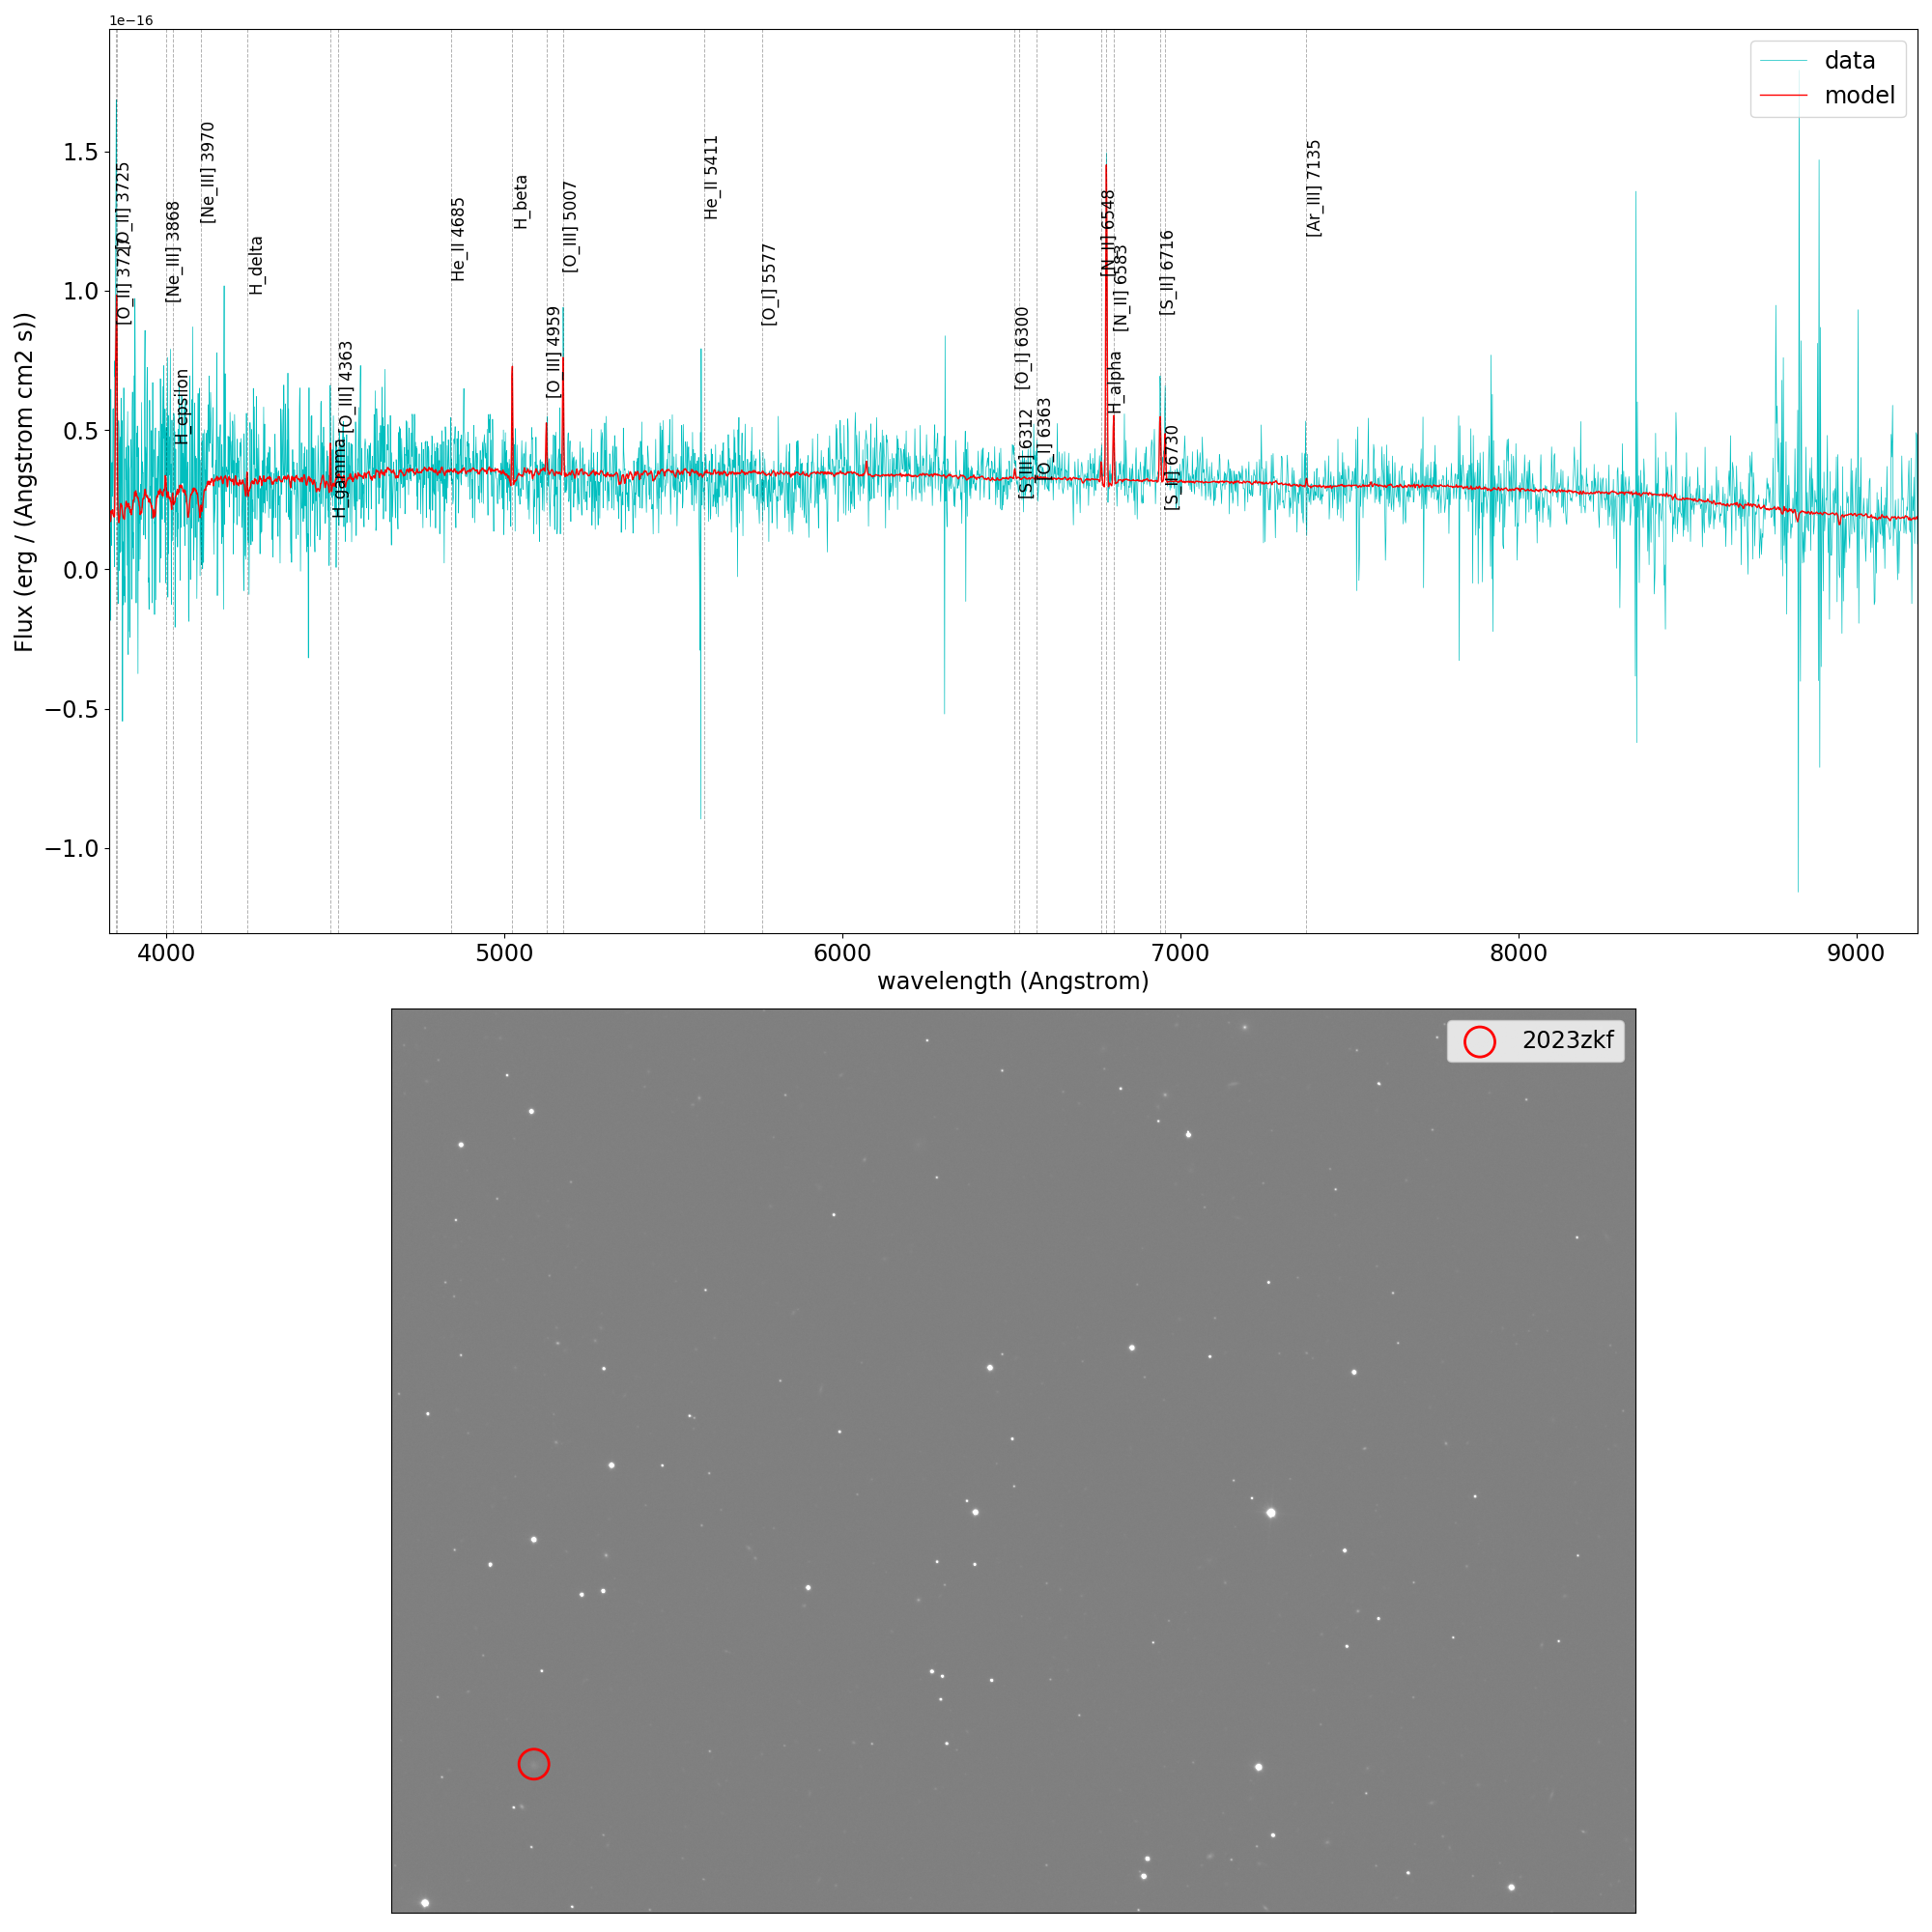 1e−16
data
model
[O_II] 3725
[O_II] 3727
[Ne_III] 3868
H_epsilon
[Ne_III] 3970
H_delta
H_gamma
[O_III] 4363
He_II 4685
H_beta
[O_III] 4959
[O_III] 5007
He_II 5411
[O_I] 5577
[O_I] 6300
[S_III] 6312
[O_I] 6363
[N_II] 6548
H_alpha
[N_II] 6583
[S_II] 6716
[S_II] 6730
[Ar_III] 7135
1.5
1.0
0.5
0.0
−0.5
−1.0
Flux (erg / (Angstrom cm2 s))
4000 5000 6000 7000 8000 9000
wavelength (Angstrom)
2023zkf